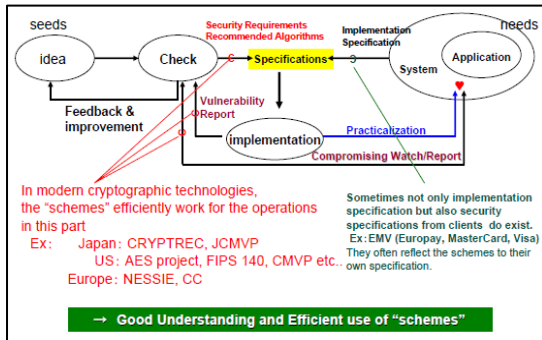 seeds
needs
Security Requirements
Recommended Algorithms
Implementation
Specification
idea
Check
Specifications
System
Application
Feedback &
improvement
Vulnerability
Report
implementation
Practicalization
Compromising Watch/Report
In modern cryptographic technologies,
the “schemes” efficiently work for the operations
in this part
Ex: Japan: CRYPTREC, JCMVP
US: AES project, FIPS 140, CMVP etc..
Europe: NESSIE, CC
Sometimes not only implementation
specification but also security
specifications from clients do exist.
Ex: EMV (Europay, MasterCard, Visa)
They often reflect the schemes to their
own specification.
→ Good Understanding and Efficient use of “schemes”